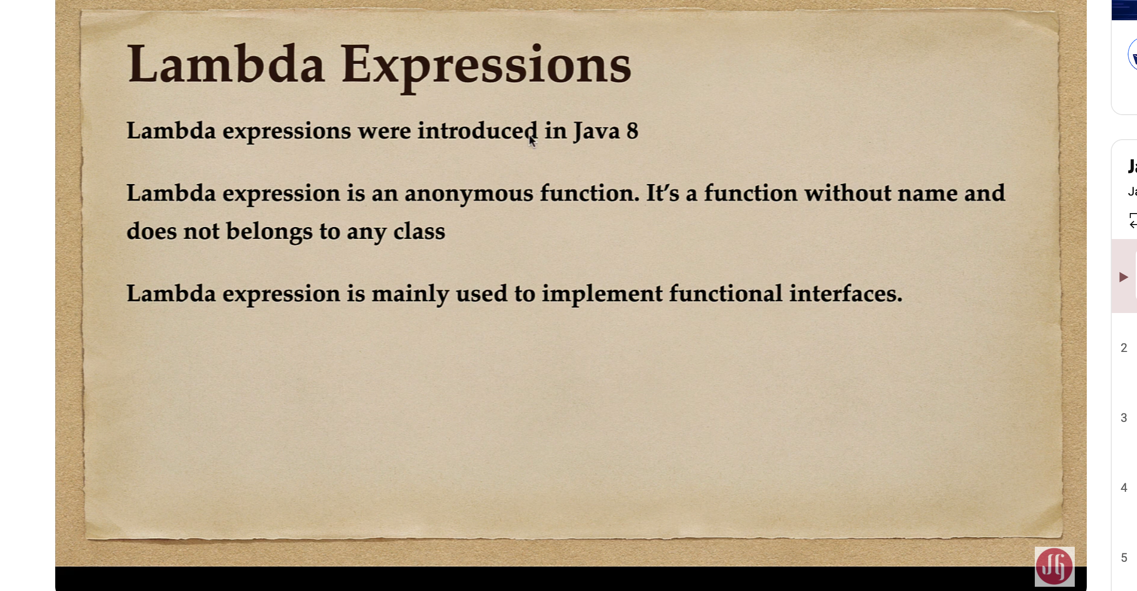 Lambda Expressions
Lambda expressions were introduced in Java 8
Lambda expression is an anonymous function. It’s a function without name and
does not belongs to any class
Lambda expression is mainly used to implement functional interfaces.
JG
2
3
4
5